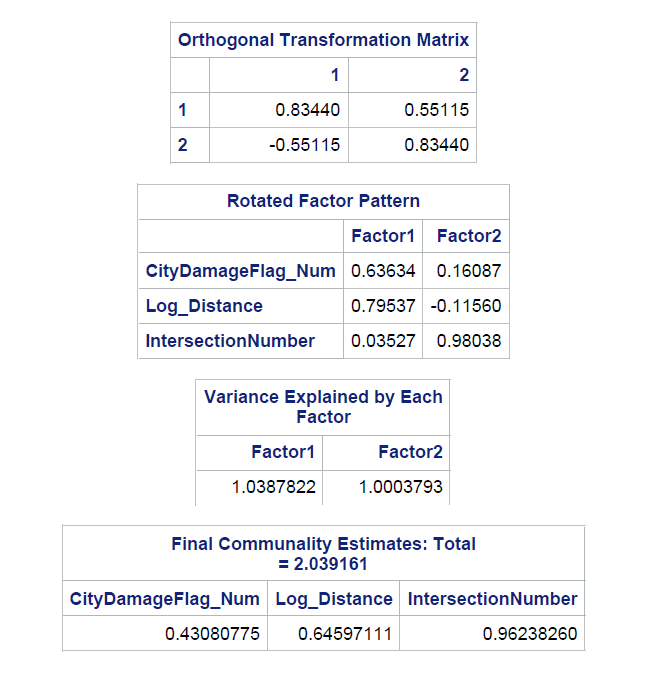 Orthogonal Transformation Matrix
1 2
1 0.83440 0.55115
2 -0.55115 0.83440
Rotated Factor Pattern
Factor1 Factor2
CityDamageFlag_Num 0.63634 0.16087
Log_Distance 0.79537 -0.11560
IntersectionNumber 0.03527 0.98038
Variance Explained by Each
Factor
Factor1 Factor2
1.0387822 1.0003793
Final Communality Estimates: Total
= 2.039161
CityDamageFlag_Num Log_Distance IntersectionNumber
0.43080775 0.64597111 0.96238260